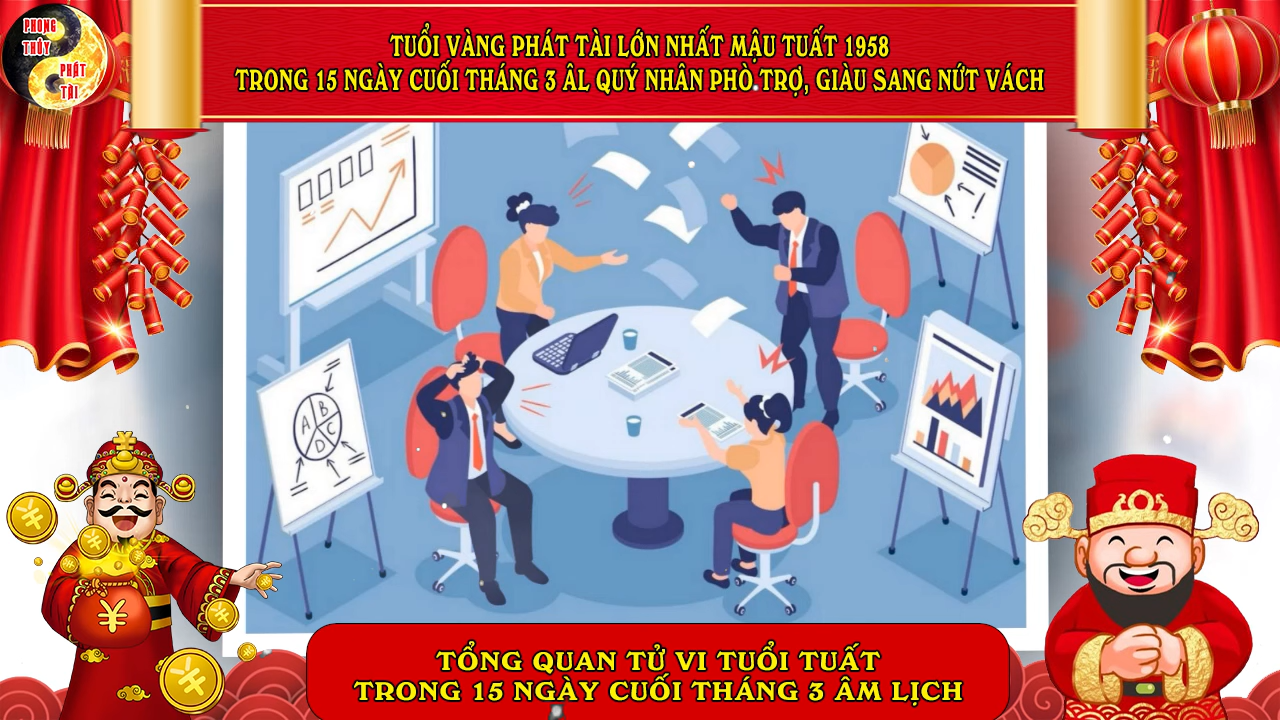 PHONG
THỦY
PHÁT
TÀI
TUỔI VÀNG PHÁT TÀI LỚN NHẤT MẬU TUẤT 1958
TRONG 15 NGÀY CUỐI THÁNG 3 ÂL QUÝ NHÂN PHÒ TRỢ, GIÀU SANG NỨT VÁCH
A
B
C
D
TỔNG QUAN TỬ VI TUỔI TUẤT
TRONG 15 NGÀY CUỐI THÁNG 3 ÂM LỊCH